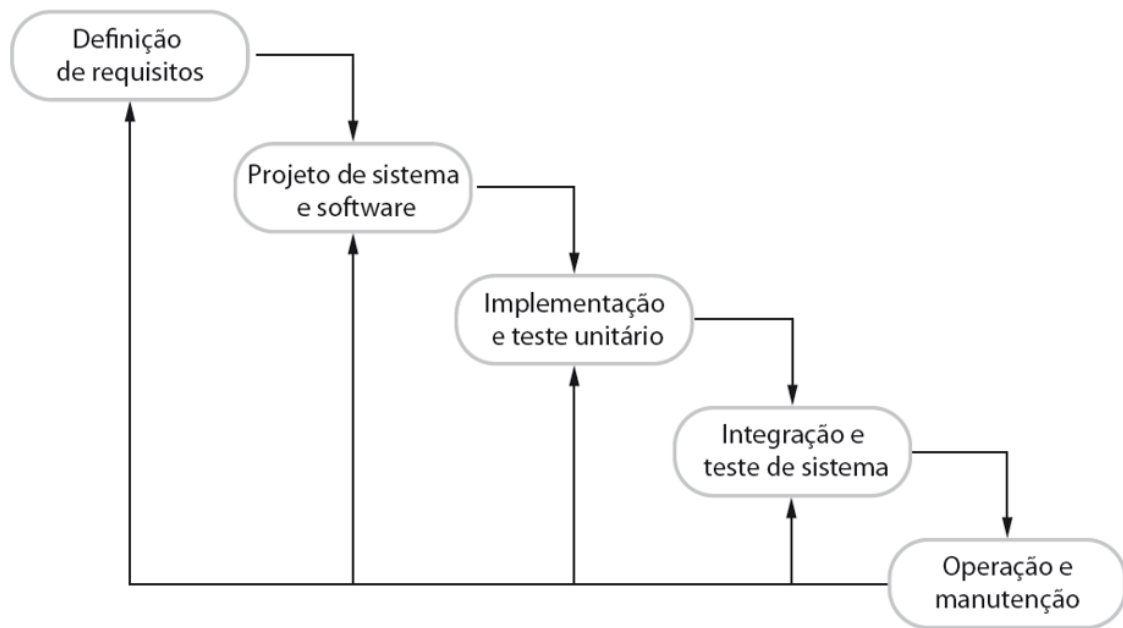 Definição
de requisitos
Projeto de sistema
e software
Implementação
e teste unitário
Integração e
teste de sistema
Operação e
manutenção